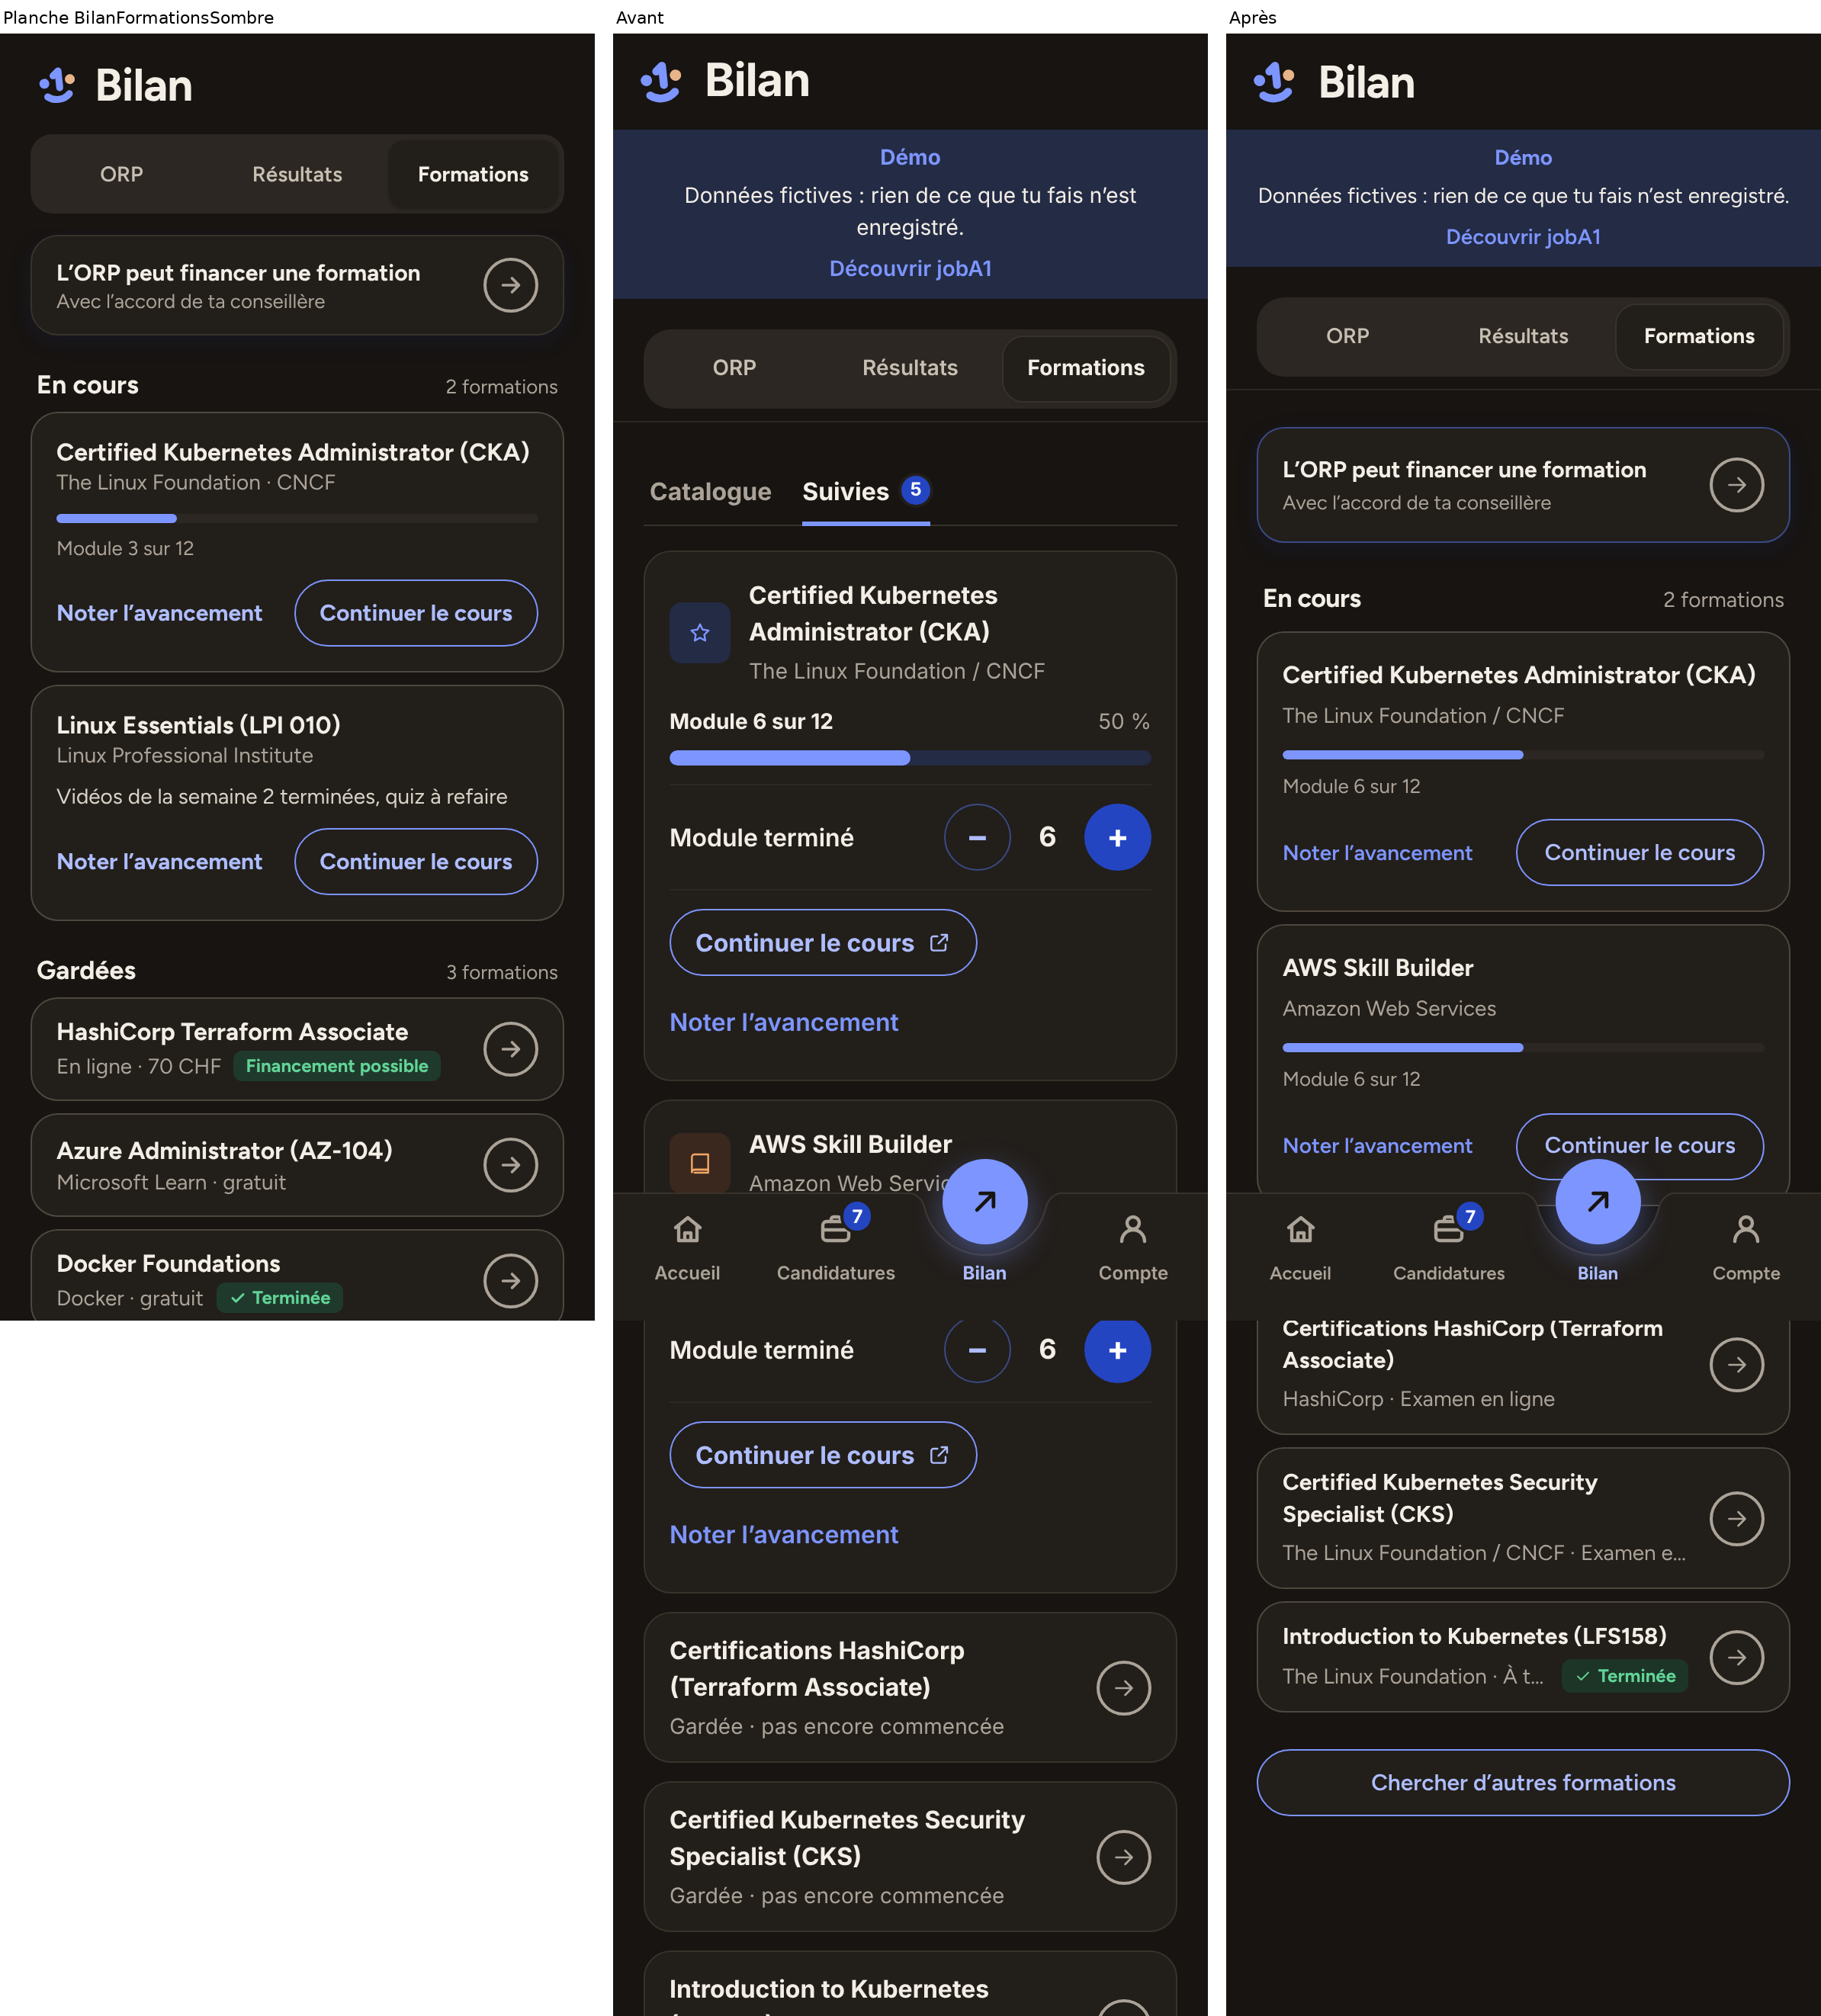 Planche BilanFormationsSombre
Bilan
ORP
Résultats
Formations
L’ORP peut financer une formation
Avec l’accord de ta conseillère
En cours
2 formations
Certified Kubernetes Administrator (CKA)
The Linux Foundation · CNCF
Module 3 sur 12
Noter l’avancement
Continuer le cours
Linux Essentials (LPI 010)
Linux Professional Institute
Vidéos de la semaine 2 terminées, quiz à refaire
Noter l’avancement
Continuer le cours
Gardées
3 formations
HashiCorp Terraform Associate
En ligne · 70 CHF
Financement possible
Azure Administrator (AZ-104)
Microsoft Learn · gratuit
Docker Foundations
Docker · gratuit
Terminée
Avant
Bilan
Démo
Données fictives : rien de ce que tu fais n’est
enregistré.
Découvrir jobA1
ORP
Résultats
Formations
Catalogue
Suivies
5
Certified Kubernetes
Administrator (CKA)
The Linux Foundation / CNCF
Module 6 sur 12
50 %
Module terminé
6
Continuer le cours
Noter l’avancement
AWS Skill Builder
Amazon Web Servic
Accueil
7
Candidatures
Bilan
Compte
Module terminé
6
Continuer le cours
Noter l’avancement
Certifications HashiCorp
(Terraform Associate)
Gardée · pas encore commencée
Certified Kubernetes Security
Specialist (CKS)
Gardée · pas encore commencée
Introduction to Kubernetes
Après
Bilan
Démo
Données fictives : rien de ce que tu fais n’est enregistré.
Découvrir jobA1
ORP
Résultats
Formations
L’ORP peut financer une formation
Avec l’accord de ta conseillère
En cours
2 formations
Certified Kubernetes Administrator (CKA)
The Linux Foundation / CNCF
Module 6 sur 12
Noter l’avancement
Continuer le cours
AWS Skill Builder
Amazon Web Services
Module 6 sur 12
Noter l’avancement
Continuer le cours
Accueil
7
Candidatures
Bilan
Compte
Certifications HashiCorp (Terraform
Associate)
HashiCorp · Examen en ligne
Certified Kubernetes Security
Specialist (CKS)
The Linux Foundation / CNCF · Examen e...
Introduction to Kubernetes (LFS158)
The Linux Foundation · À t...
Terminée
Chercher d’autres formations